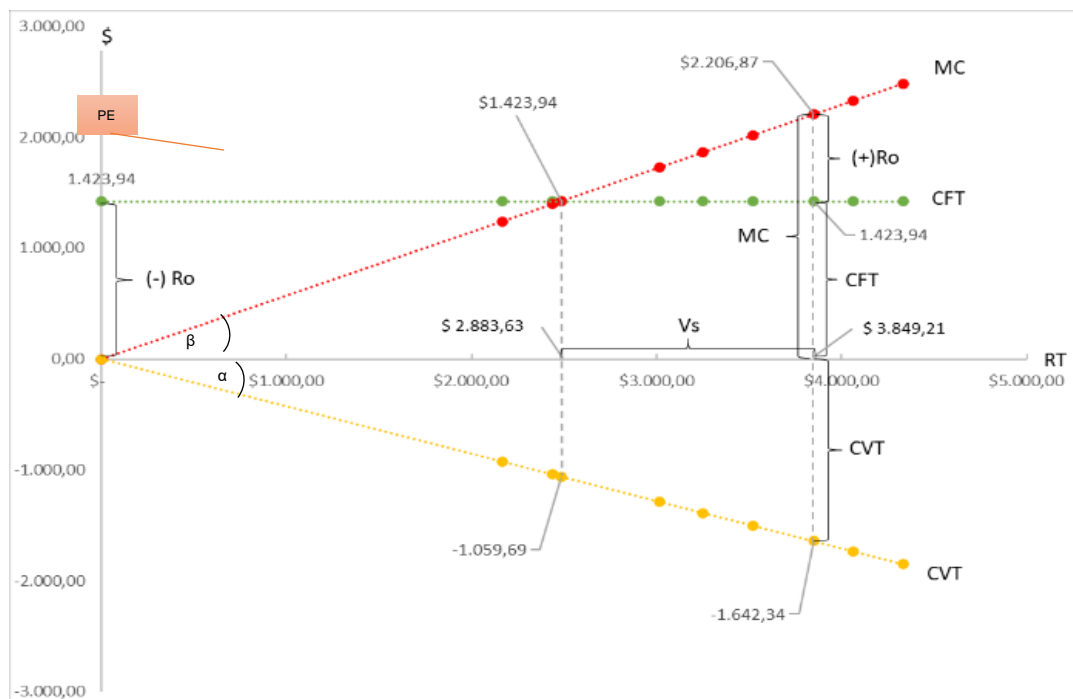 3.000,00
$
$2.206,87
MC
$1.423,94
PE
2.000,00
(+)Ro
1.423,94
CFT
MC
1.423,94
1.000,00
(-) Ro
CFT
$ 2.883,63
Vs
$ 3.849,21
β
0,00
RT
$-
$1.000,00
$2.000,00
$3.000,00
$4.000,00
$5.000,00
α
CVT
-1.000,00
-1.059,69
CVT
-2.000,00
-1.642,34
-3.000,00